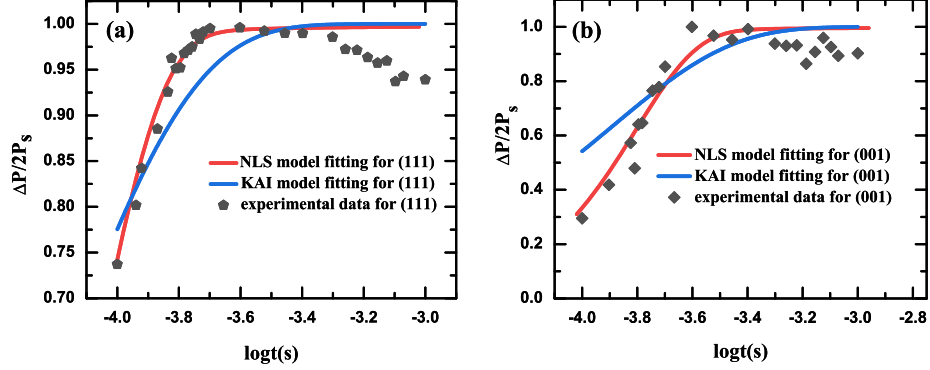 (a)
1.00
0.95
0.90
0.85
0.80
0.75
0.70
ΔP/2Ps
NLS model fitting for (111)
KAI model fitting for (111)
experimental data for (111)
-4.0 -3.8 -3.6 -3.4 -3.2 -3.0
logt(s)
(b)
1.0
0.8
0.6
0.4
0.2
0.0
ΔP/2Ps
NLS model fitting for (001)
KAI model fitting for (001)
experimental data for (001)
-4.0 -3.8 -3.6 -3.4 -3.2 -3.0 -2.8
logt(s)